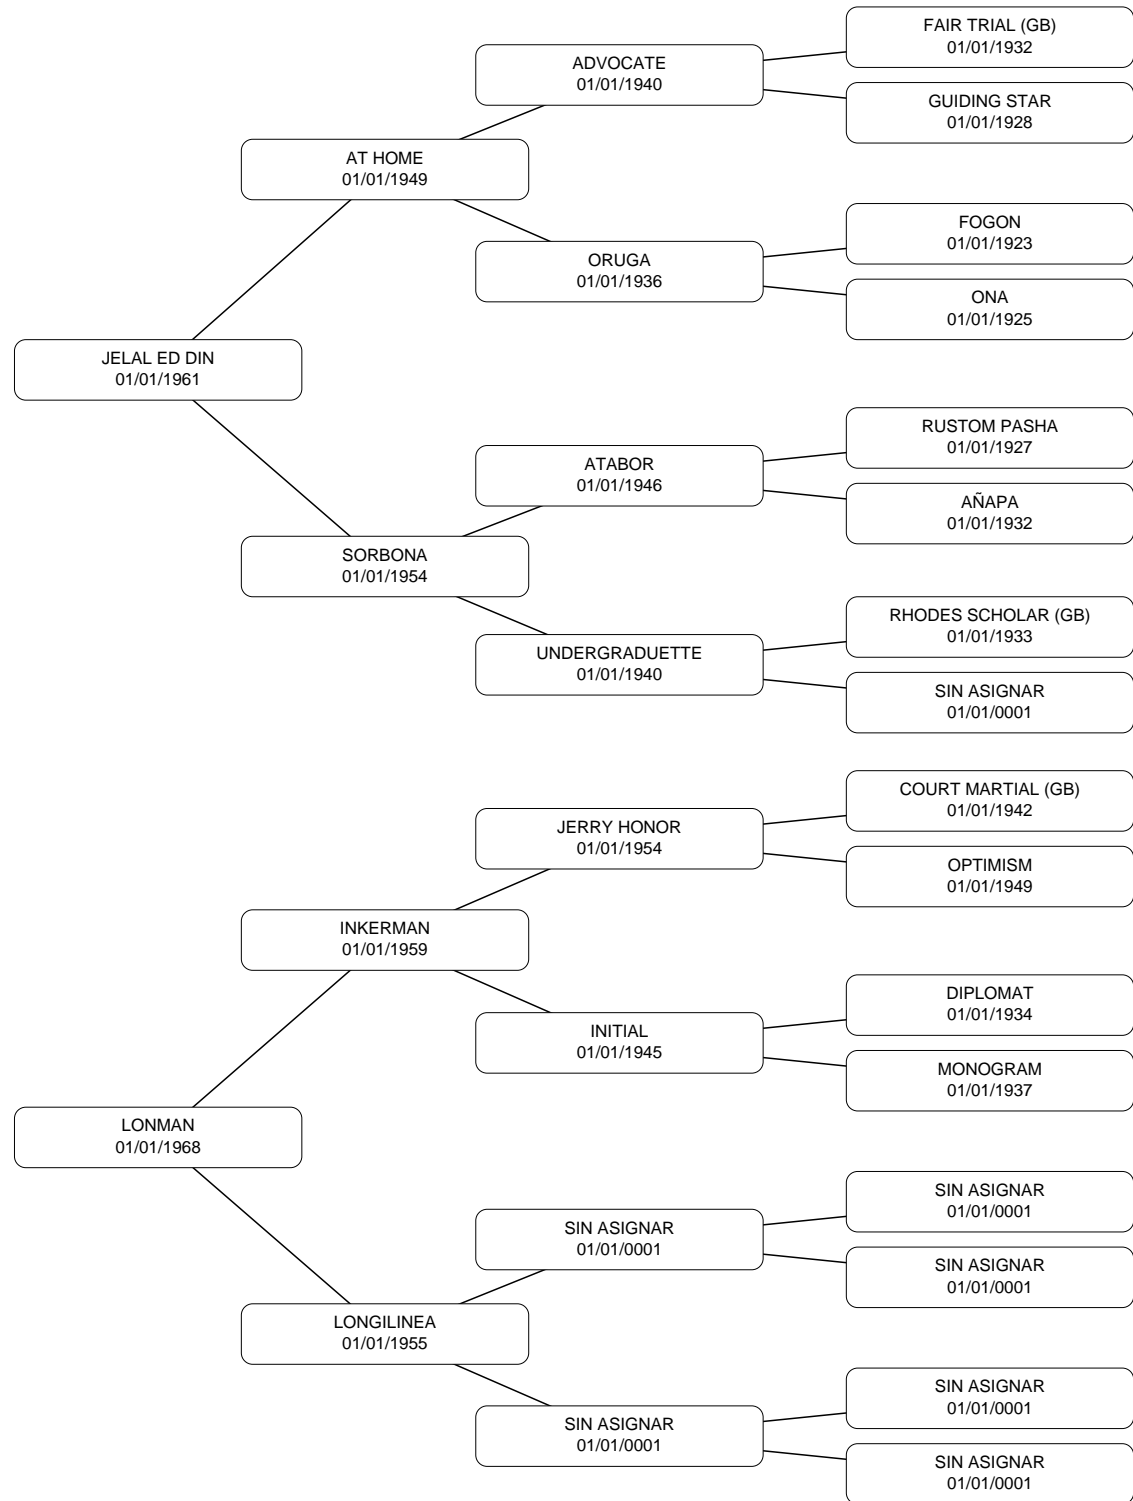 FAIR TRIAL (GB)
01/01/1932
ADVOCATE
01/01/1940
GUIDING STAR
01/01/1928
AT HOME
01/01/1949
FOGON
01/01/1923
ORUGA
01/01/1936
ONA
01/01/1925
JELAL ED DIN
01/01/1961
RUSTOM PASHA
01/01/1927
ATABOR
01/01/1946
AÑAPA
01/01/1932
SORBONA
01/01/1954
RHODES SCHOLAR (GB)
01/01/1933
UNDERGRADUETTE
01/01/1940
SIN ASIGNAR
01/01/0001
COURT MARTIAL (GB)
01/01/1942
JERRY HONOR
01/01/1954
OPTIMISM
01/01/1949
INKERMAN
01/01/1959
DIPLOMAT
01/01/1934
INITIAL
01/01/1945
MONOGRAM
01/01/1937
LONMAN
01/01/1968
SIN ASIGNAR
01/01/0001
SIN ASIGNAR
01/01/0001
SIN ASIGNAR
01/01/0001
LONGILINEA
01/01/1955
SIN ASIGNAR
01/01/0001
SIN ASIGNAR
01/01/0001
SIN ASIGNAR
01/01/0001